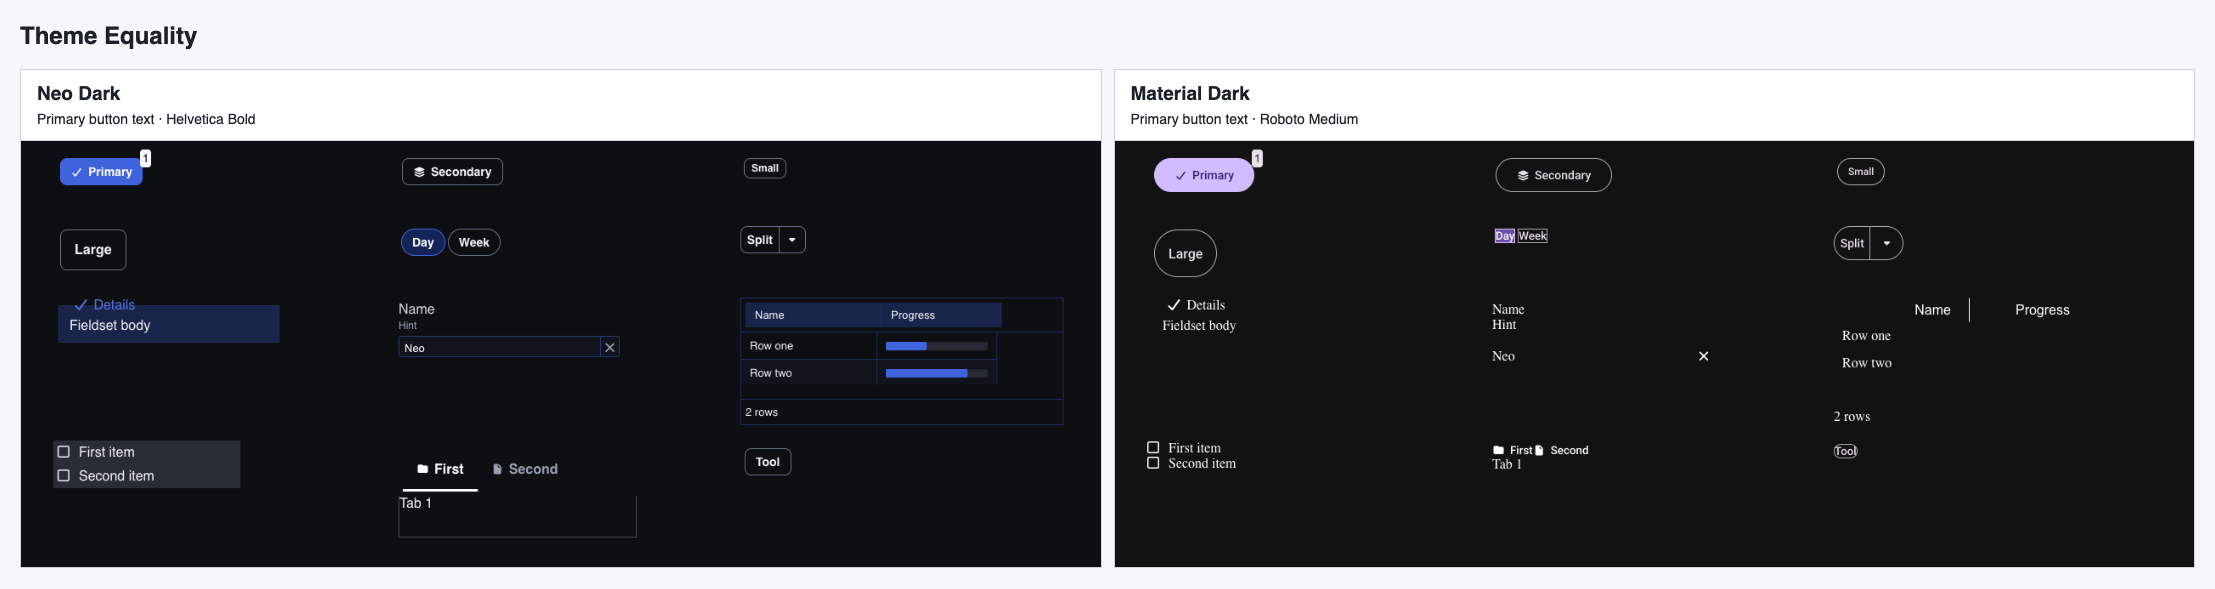 Theme Equality
Neo Dark
Primary button text · Helvetica Bold
Primary
1
Secondary
Small
Large
Day
Week
Split
Details
Fieldset body
Name
Hint
Neo
Name
Progress
Row one
Row two
2 rows
First item
Second item
First
Second
Tab 1
Tool
Material Dark
Primary button text · Roboto Medium
Primary
1
Secondary
Small
Large
Day
Week
Split
Details
Fieldset body
Name
Hint
Neo
Name
Progress
Row one
Row two
2 rows
First item
Second item
First
Second
Tab 1
Tool